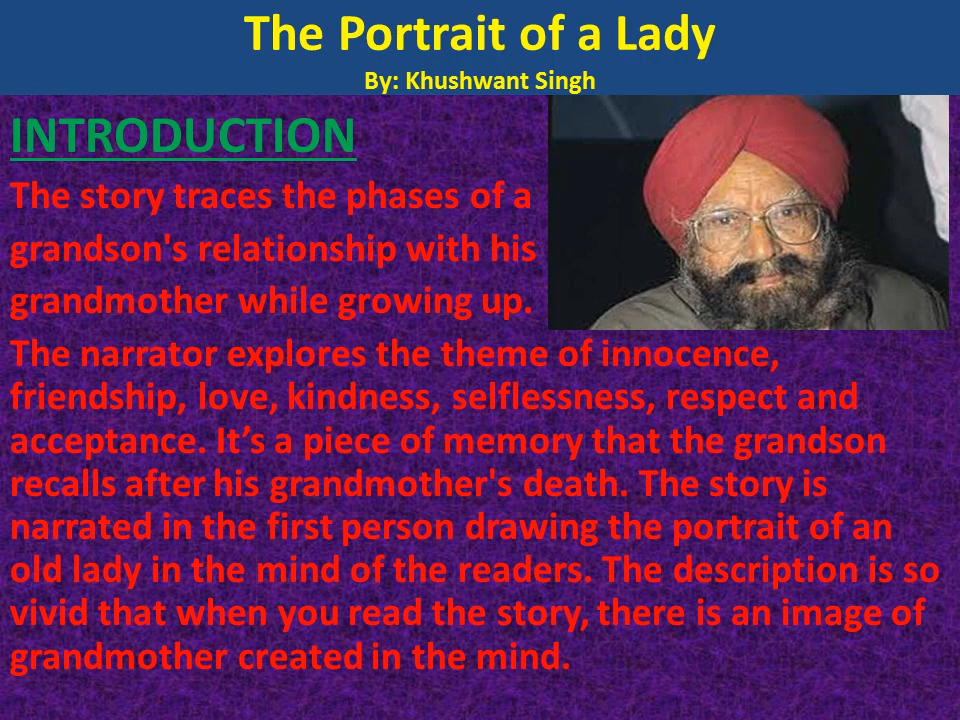 The Portrait of a Lady
By: Khushwant Singh
INTRODUCTION
The story traces the phases of a
grandson's relationship with his
grandmother while growing up.
The narrator explores the theme of innocence,
friendship, love, kindness, selflessness, respect and
acceptance. It’s a piece of memory that the grandson
recalls after his grandmother's death. The story is
narrated in the first person drawing the portrait of an
old lady in the mind of the readers. The description is so
vivid that when you read the story, there is an image of
grandmother created in the mind.